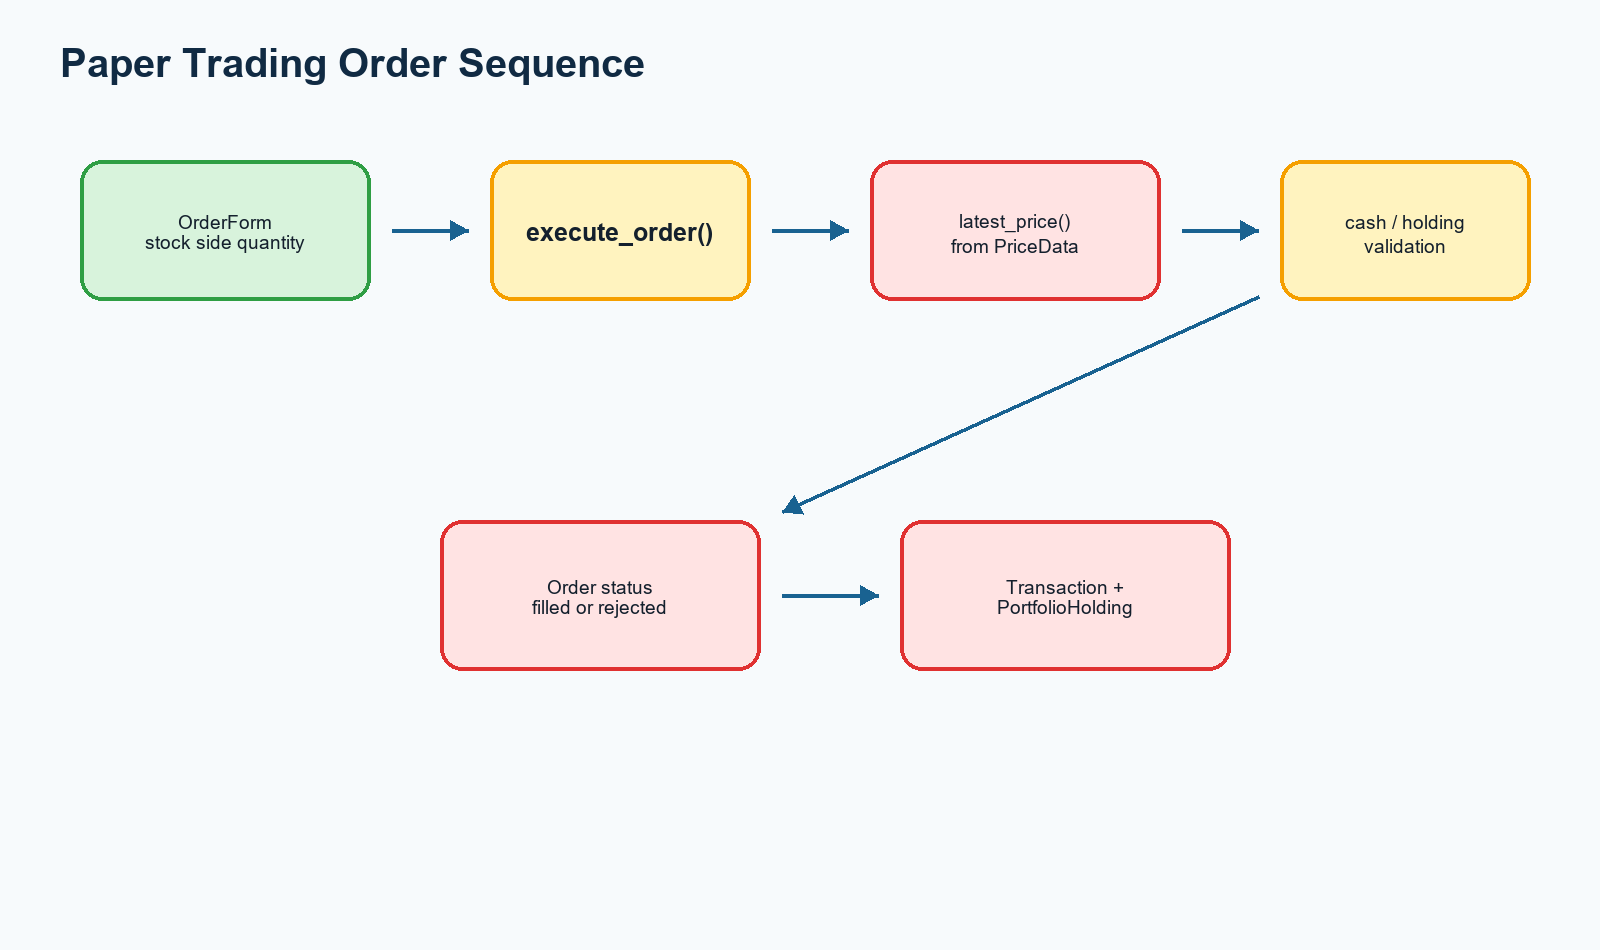 Paper Trading Order Sequence
OrderForm
stock side quantity
execute_order()
latest_price()
from PriceData
cash / holding
validation
Order status
filled or rejected
Transaction +
PortfolioHolding